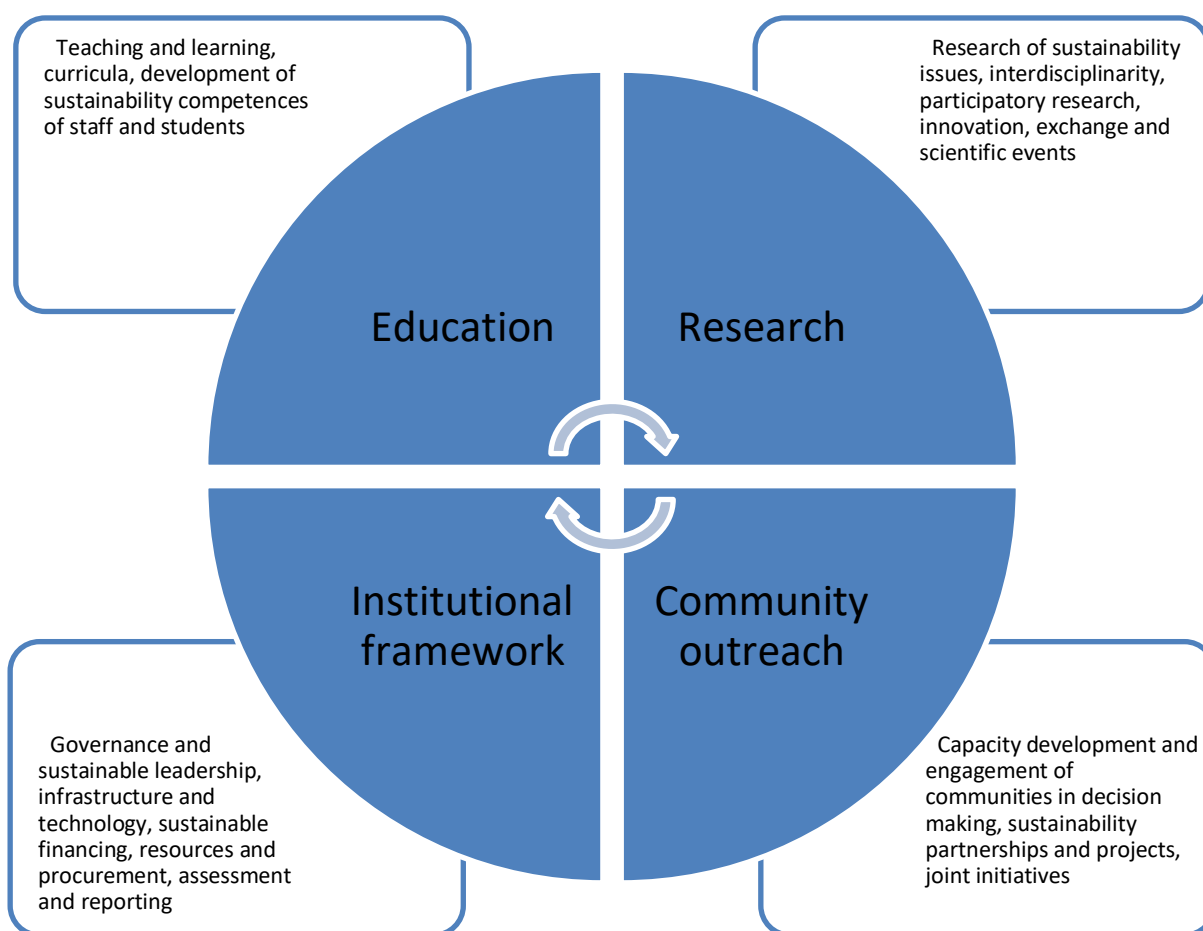 Teaching and learning,
curricula, development of
sustainability competences
of staff and students
Research of sustainability
issues, interdisciplinarity,
participatory research,
innovation, exchange and
scientific events
Education
Research
Institutional
framework
Community
outreach
Governance and
sustainable leadership,
infrastructure and
technology, sustainable
financing, resources and
procurement, assessment
and reporting
Capacity development and
engagement of
communities in decision
making, sustainability
partnerships and projects,
joint initiatives